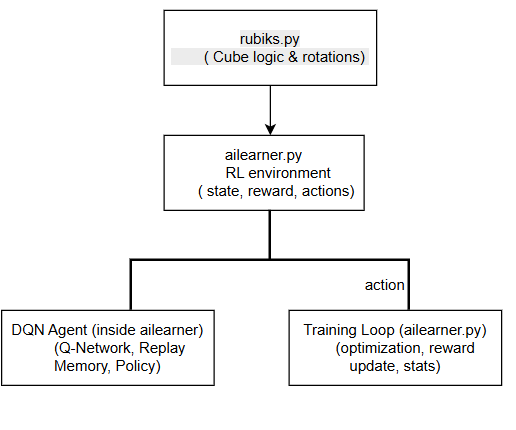 rubiks.py
( Cube logic & rotations)
ailearner.py
RL environment
( state, reward, actions)
action
DQN Agent (inside ailearner)
(Q-Network, Replay
Memory, Policy)
Training Loop (ailearner.py)
(optimization, reward
update, stats)